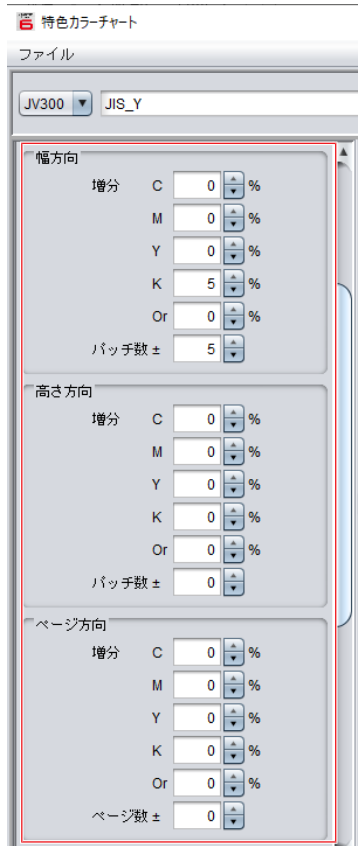 6 特色カラーチャート
ファイル
JV300 JIS_Y
幅方向
増分 C 0 %
M 0 %
Y 0 %
K 5 %
Or 0 %
パッチ数 ± 5
高さ方向
増分 C 0 %
M 0 %
Y 0 %
K 0 %
Or 0 %
パッチ数 ± 0
ページ方向
増分 C 0 %
M 0 %
Y 0 %
K 0 %
Or 0 %
ページ数 ± 0